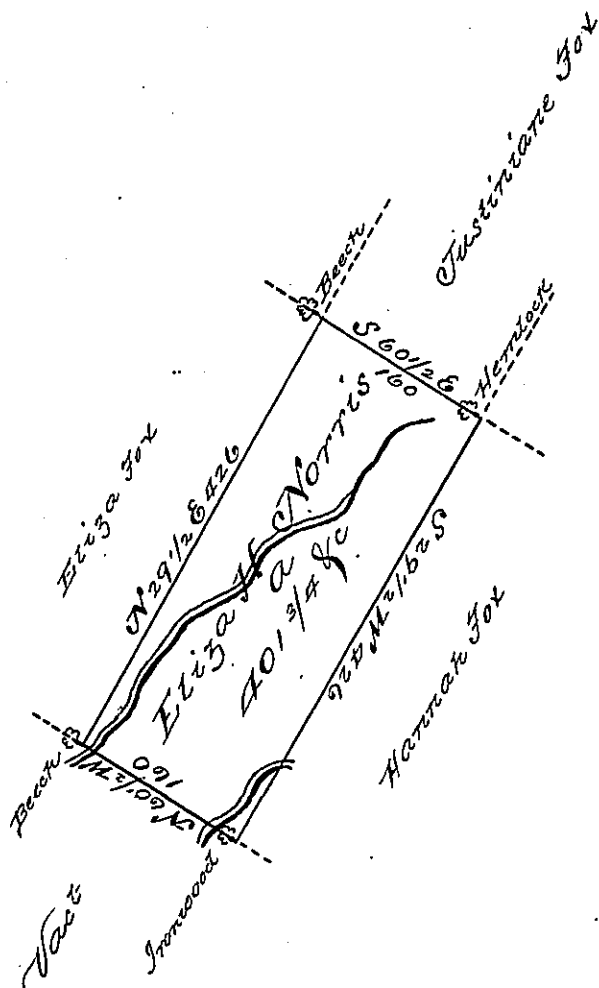 Justiniane Fox
Beech
S 60 1/2 E
160
Hemlock
Eliza Fox
N 29 1/2 E 426
Eliza H. Norris
a
401 3/4 &c
S 29 1/2 W 426
Hannah Fox
Beech
N 60 1/2 W
160
Ironwood
Vact